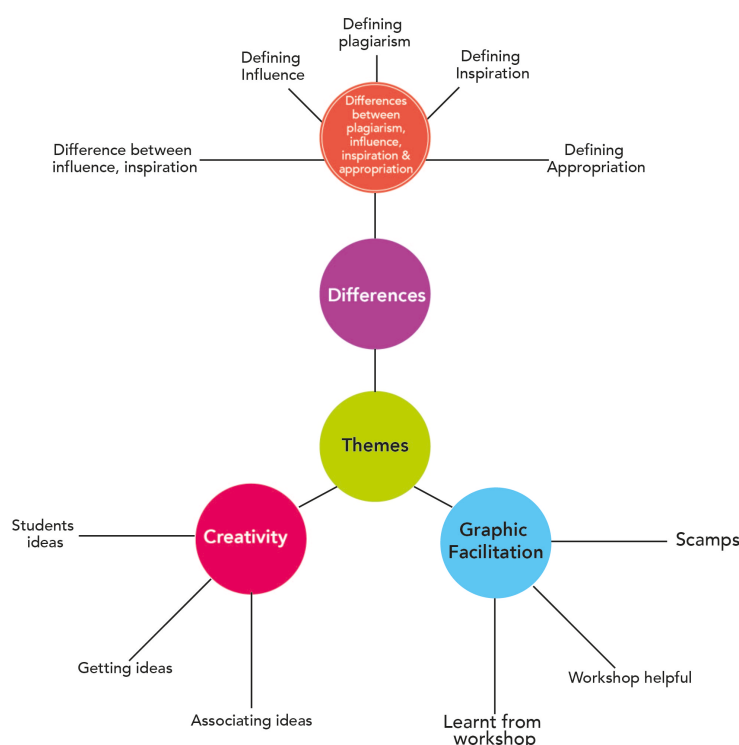 Defining
plagiarism
Defining
Influence
Defining
Inspiration
Differences
between
plagiarism,
influence,
inspiration &
appropriation
Difference between
influence, inspiration
Defining
Appropriation
Differences
Themes
Creativity
Graphic
Facilitation
Students
ideas
Scamps
Getting ideas
Workshop helpful
Associating ideas
Learnt from
workshop